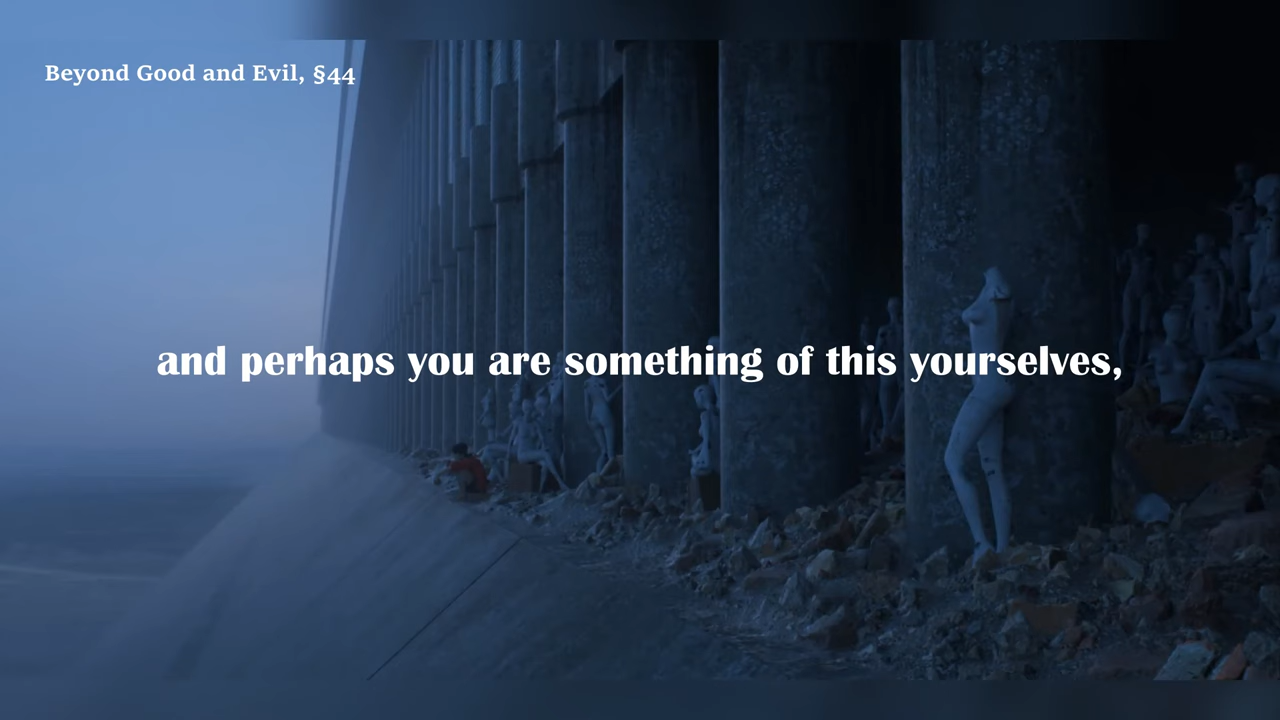 Beyond Good and Evil, §44
and perhaps you are something of this yourselves,